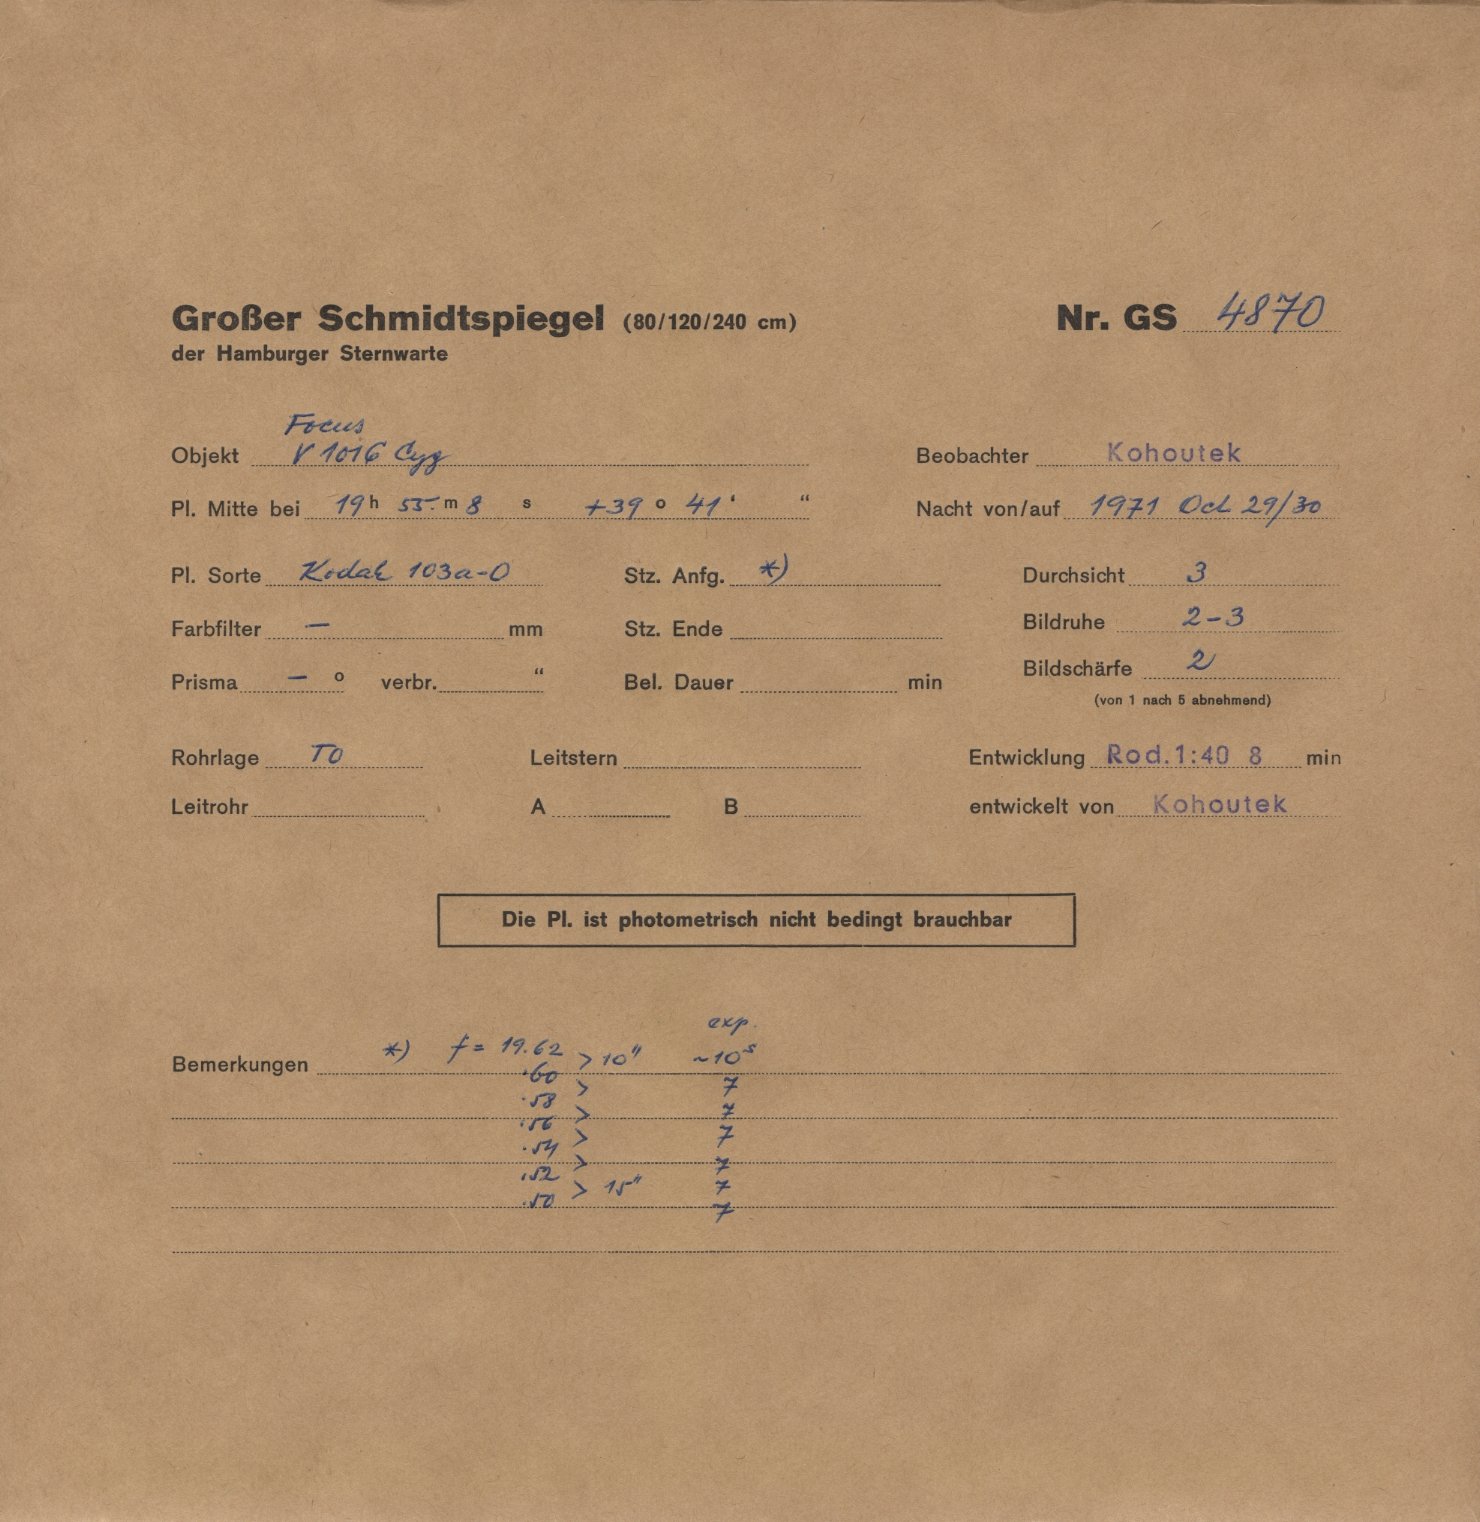 Großer Schmidtspiegel (80/120/240 cm) Nr. GS 4870
der Hamburger Sternwarte
Focus
Objekt V 1016 Cyg Beobachter Kohoutek
Pl. Mitte bei 19 h 55 m 8 s +39 o 41 ' “ Nacht von/auf 1971 Oct 29/30
Pl. Sorte Kodak 103a-O Stz. Anfg. *) Durchsicht 3
Farbfilter — mm Stz. Ende Bildruhe 2-3
Prisma — o verbr. “ Bel. Dauer min Bildschärfe 2
(von 1 nach 5 abnehmend)
Rohrlage TO Leitstern Entwicklung Rod.1:40 8 min
Leitrohr A B entwickelt von Kohoutek
Die Pl. ist photometrisch nicht bedingt brauchbar
exp.
Bemerkungen *) f = 19.62 > 10" ~10s
.60 > 7
.58 > 7
.56 > 7
.54 > 7
.52 > 15" 7
.50 7